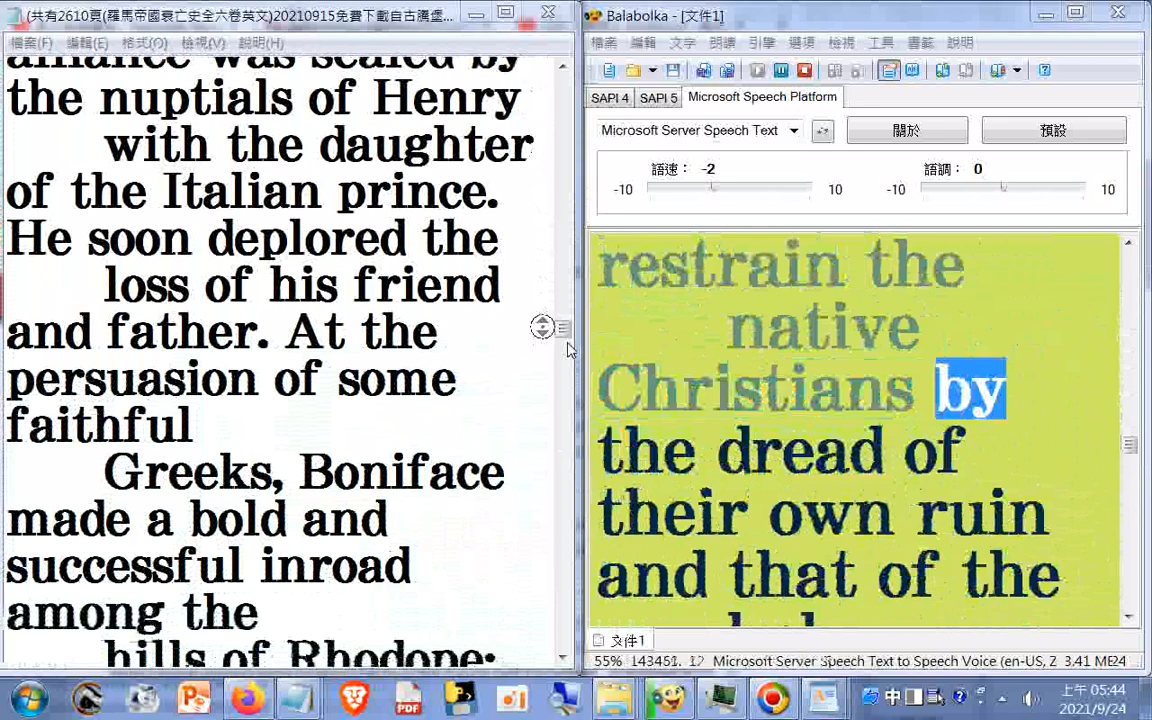 (共有2610頁(羅馬帝國衰亡史全六卷英文)20210915免費下載自古騰堡...
檔案(F) 編輯(E) 格式(O) 檢視(V) 說明(H)
alliance was sealed by
the nuptials of Henry
with the daughter
of the Italian prince.
He soon deplored the
loss of his friend
and father. At the
persuasion of some
faithful
Greeks, Boniface
made a bold and
successful inroad
among the
hills of Rhodope;
Balabolka - [文件1]
檔案 編輯 文字 朗讀 引擎 選項 檢視 工具 書籤 說明
SAPI 4 SAPI 5 Microsoft Speech Platform
Microsoft Server Speech Text 關於 預設
語速： -2 語調： 0
-10 10 -10 10
restrain the
native
Christians by
the dread of
their own ruin
and that of the
文件1
55% 143451. 12 Microsoft Server Speech Text to Speech Voice (en-US, Z 3.41 ME24
中
上午 05:44
2021/9/24